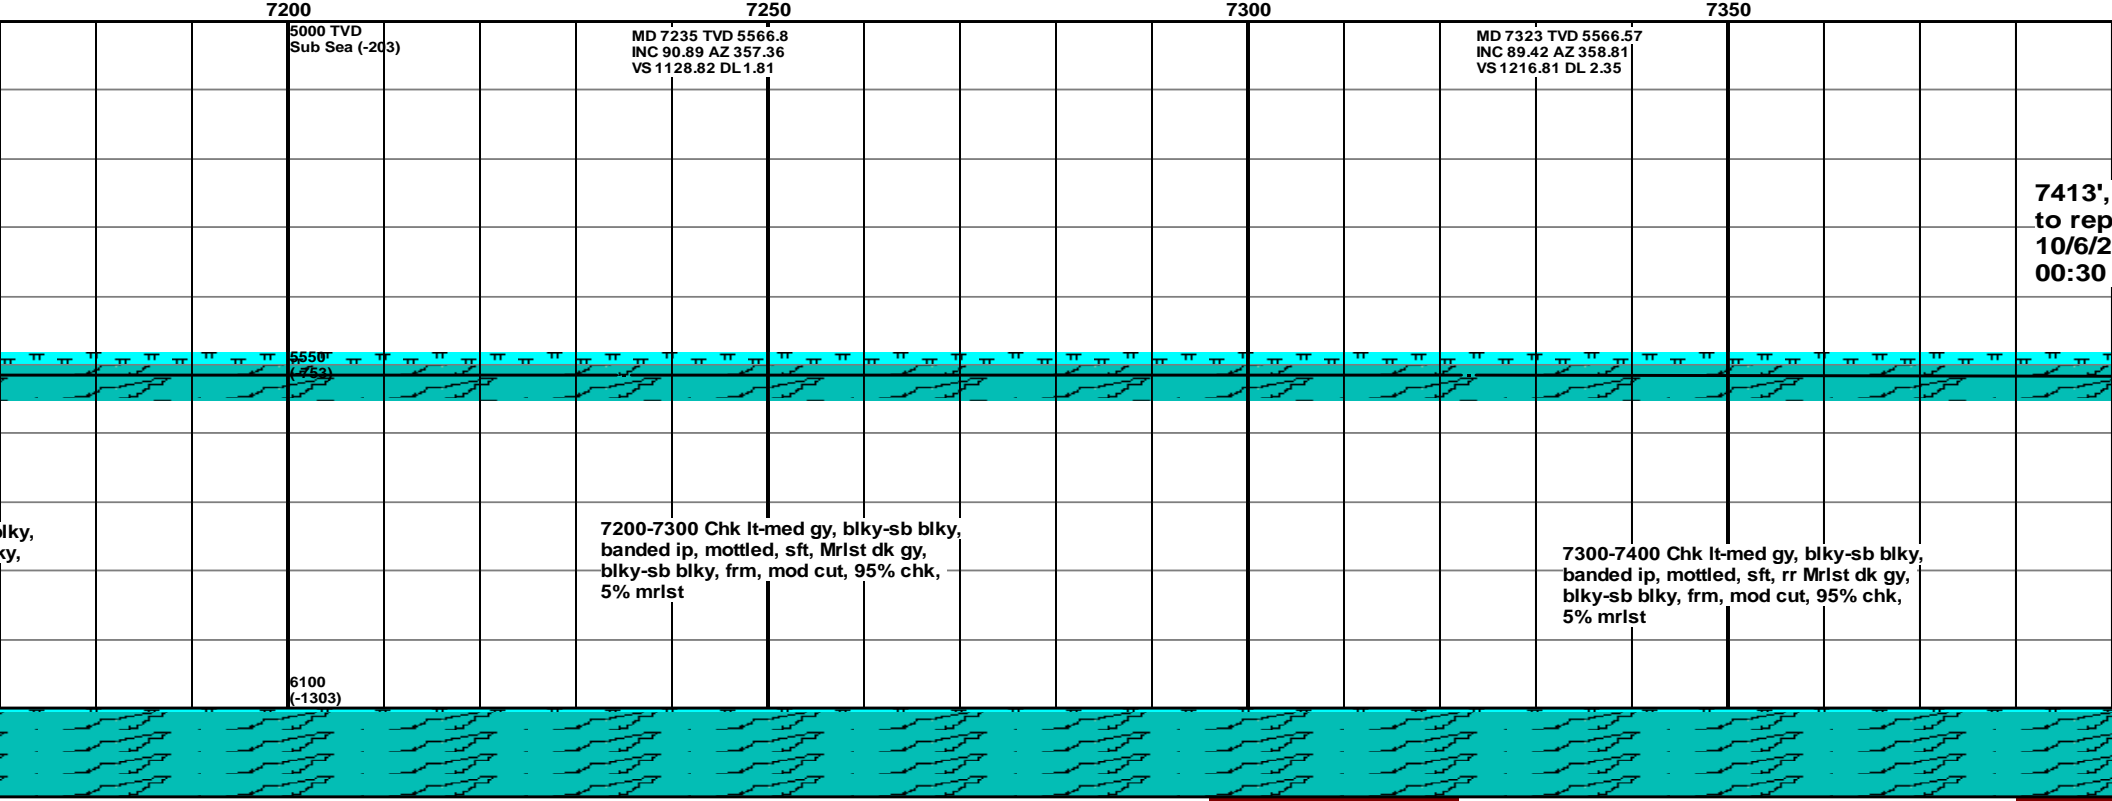 7200 7250 7300 7350
5000 TVD
Sub Sea (-203)
MD 7235 TVD 5566.8
INC 90.89 AZ 357.36
VS 1128.82 DL 1.81
MD 7323 TVD 5566.57
INC 89.42 AZ 358.81
VS 1216.81 DL 2.35
7413',
to rep
10/6/2
00:30
5550
(-753)
blky,
ky,
7200-7300 Chk lt-med gy, blky-sb blky,
banded ip, mottled, sft, Mrlst dk gy,
blky-sb blky, frm, mod cut, 95% chk,
5% mrlst
7300-7400 Chk lt-med gy, blky-sb blky,
banded ip, mottled, sft, rr Mrlst dk gy,
blky-sb blky, frm, mod cut, 95% chk,
5% mrlst
6100
(-1303)